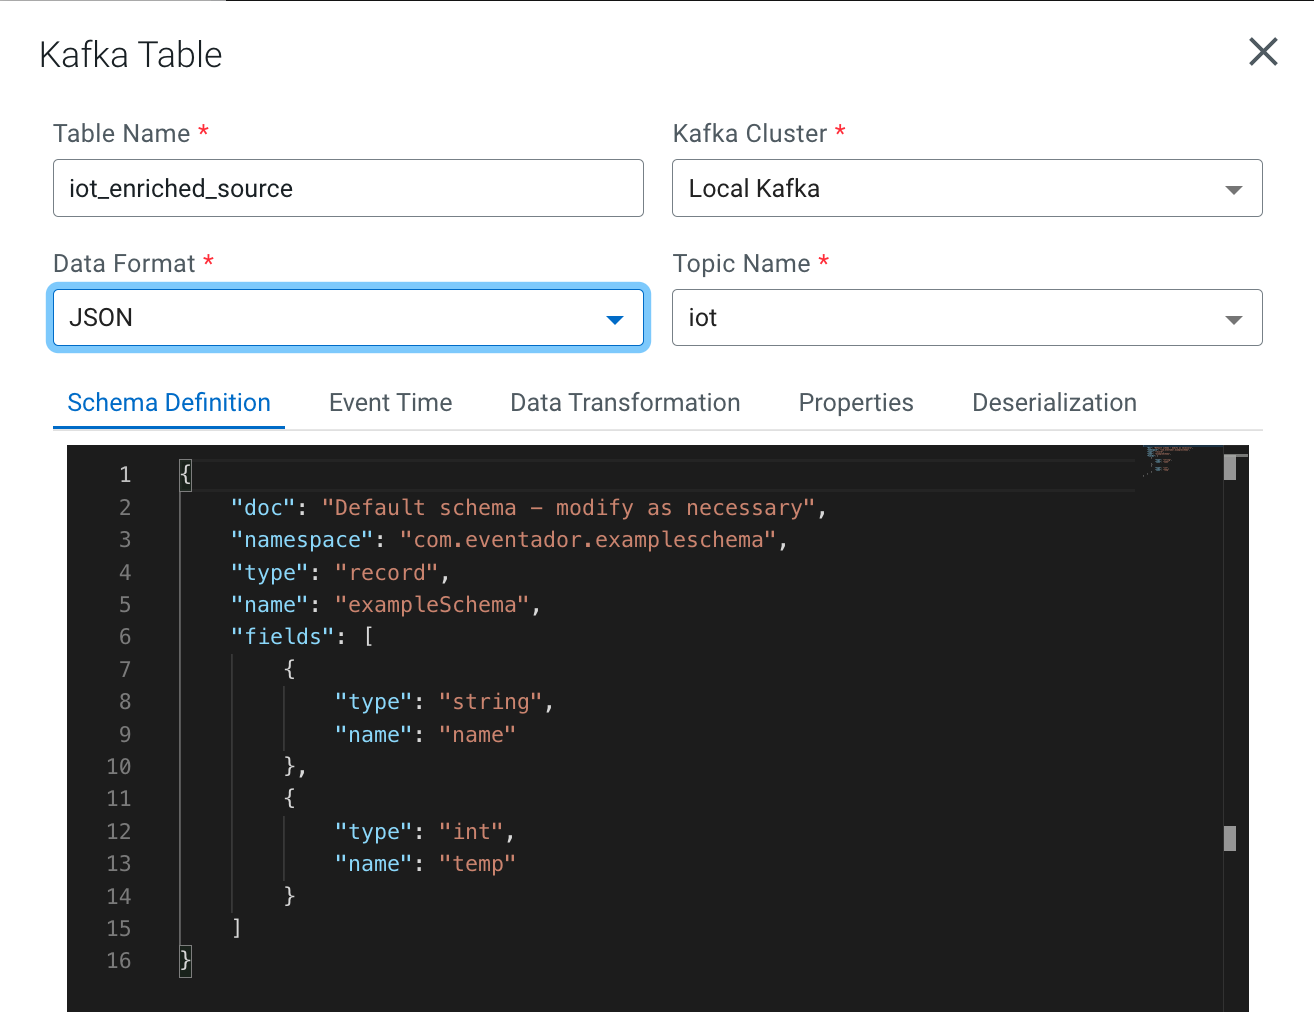 Kafka Table
Table Name *
Kafka Cluster *
iot_enriched_source
Local Kafka
Data Format *
Topic Name *
JSON
iot
Schema Definition Event Time Data Transformation Properties Deserialization
1 {
2     "doc": "Default schema – modify as necessary",
3     "namespace": "com.eventador.exampleschema",
4     "type": "record",
5     "name": "exampleSchema",
6     "fields": [
7         {
8             "type": "string",
9             "name": "name"
10         },
11         {
12             "type": "int",
13             "name": "temp"
14         }
15     ]
16 }